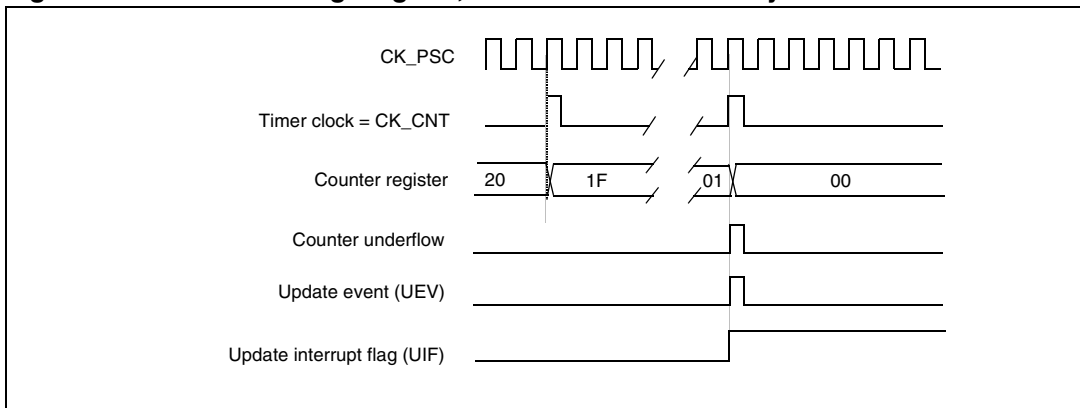 CK_PSC
Timer clock = CK_CNT
Counter register 20 1F 01 00
Counter underflow
Update event (UEV)
Update interrupt flag (UIF)